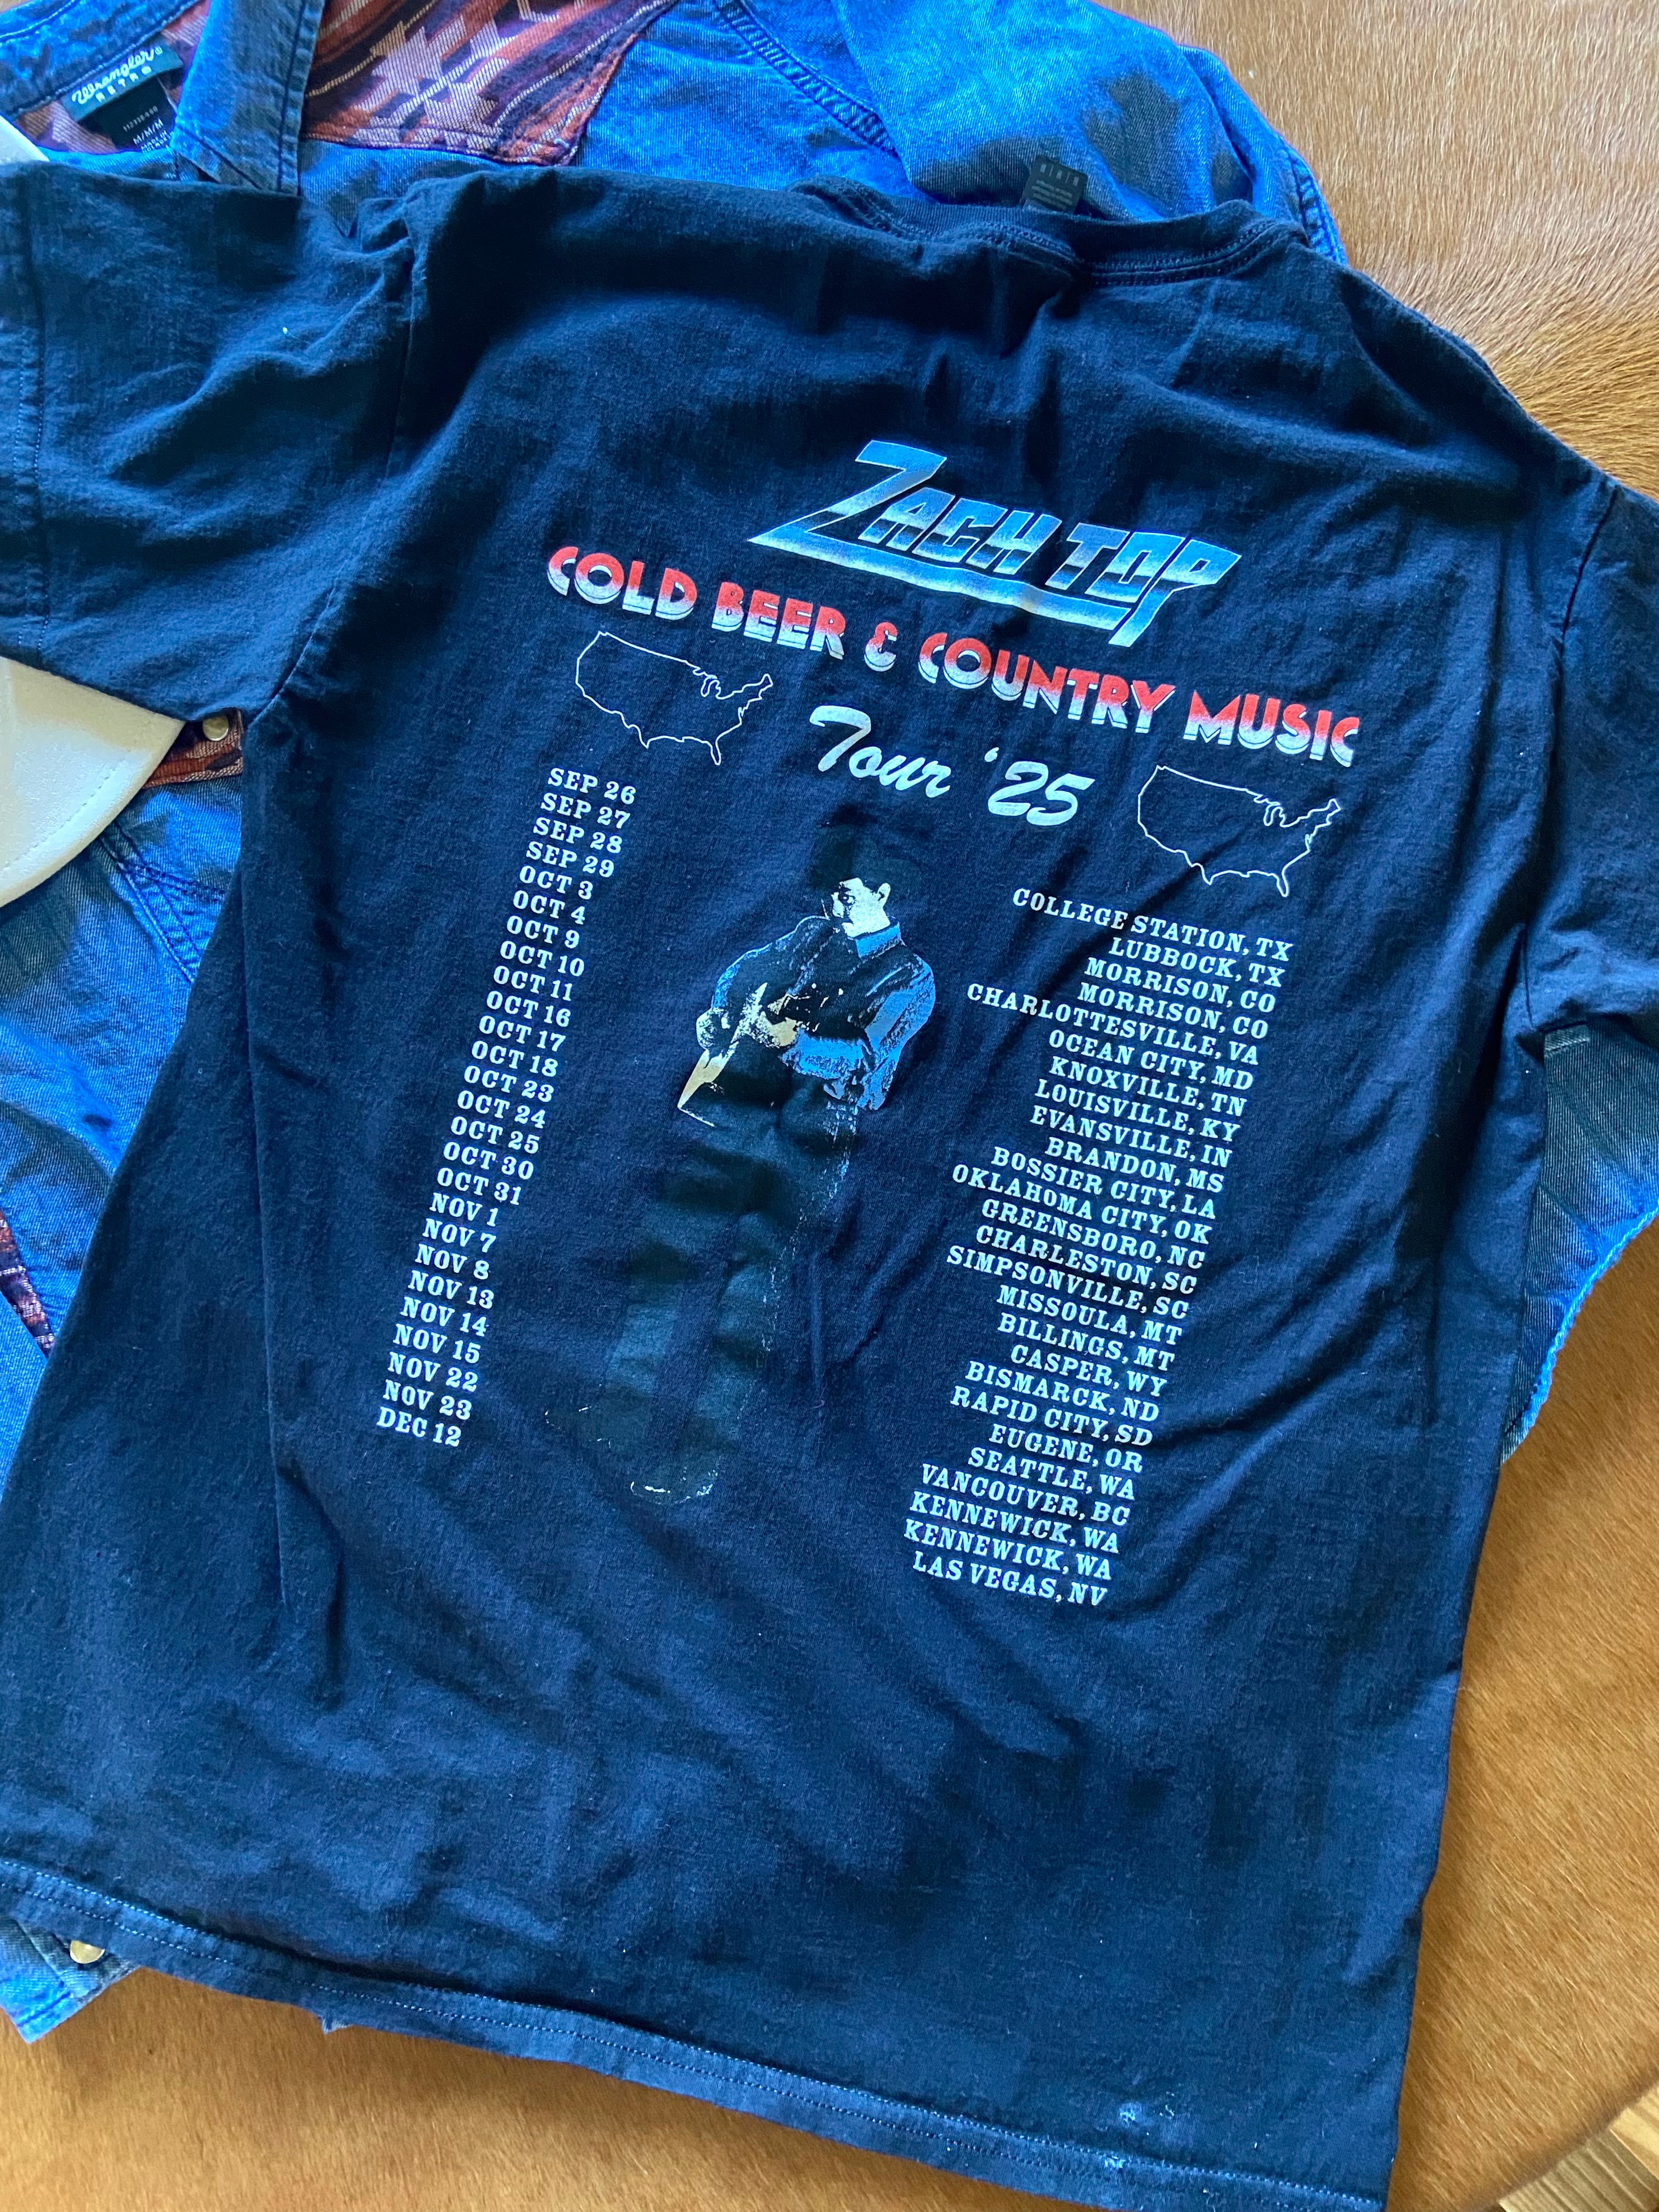 Wrangler®
RETRO
112318490
M/M/M
ZACH TOP
COLD BEER & COUNTRY MUSIC
Tour '25
SEP 26
SEP 27
SEP 28
SEP 29
OCT 3
OCT 4
OCT 9
OCT 10
OCT 11
OCT 16
OCT 17
OCT 18
OCT 23
OCT 24
OCT 25
OCT 30
OCT 31
NOV 1
NOV 7
NOV 8
NOV 13
NOV 14
NOV 15
NOV 22
NOV 23
DEC 12
COLLEGE STATION, TX
LUBBOCK, TX
MORRISON, CO
MORRISON, CO
CHARLOTTESVILLE, VA
OCEAN CITY, MD
KNOXVILLE, TN
LOUISVILLE, KY
EVANSVILLE, IN
BRANDON, MS
BOSSIER CITY, LA
OKLAHOMA CITY, OK
GREENSBORO, NC
CHARLESTON, SC
SIMPSONVILLE, SC
MISSOULA, MT
BILLINGS, MT
CASPER, WY
BISMARCK, ND
RAPID CITY, SD
EUGENE, OR
SEATTLE, WA
VANCOUVER, BC
KENNEWICK, WA
KENNEWICK, WA
LAS VEGAS, NV